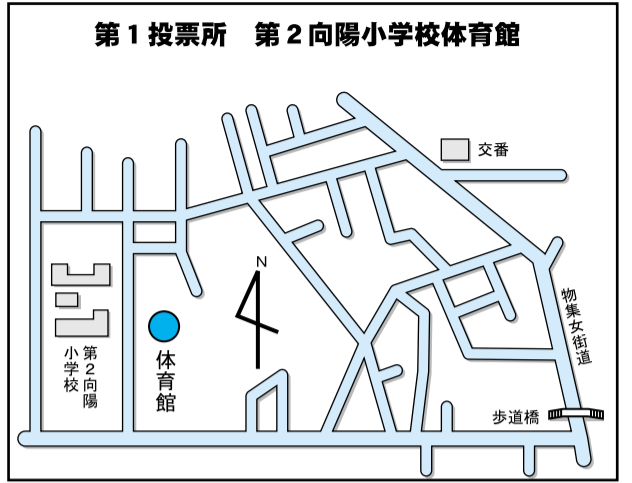 第１投票所　第２向陽小学校体育館
交番
N
物集女街道
第２向陽
小学校
体育館
歩道橋